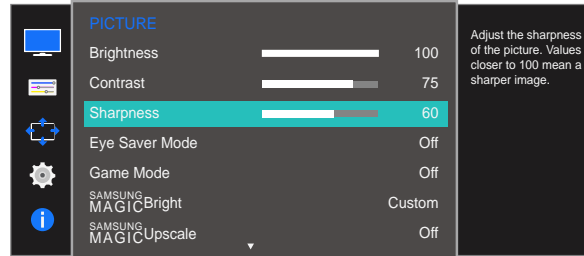 PICTURE
Brightness 100
Contrast 75
Sharpness 60
Eye Saver Mode Off
Game Mode Off
SAMSUNG
MAGICBright Custom
SAMSUNG
MAGICUpscale Off
Adjust the sharpness
of the picture. Values
closer to 100 mean a
sharper image.